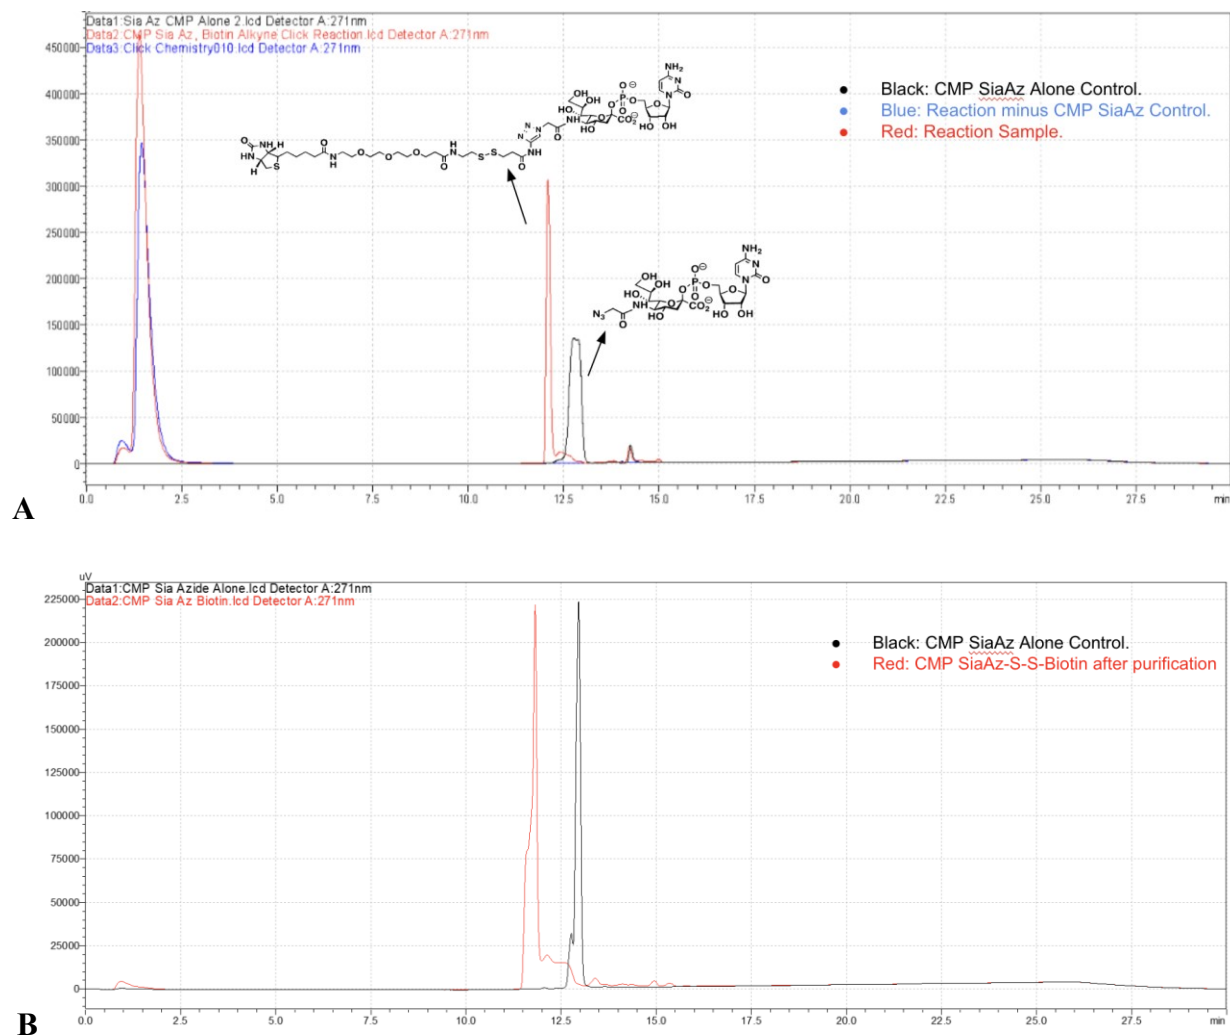 Data1:Sia Az CMP Alone 2.lcd Detector A:271nm
Data2:CMP Sia Az, Biotin Alkyne Click Reaction.lcd Detector A:271nm
Data3:Click Chemistry010.lcd Detector A:271nm
450000
400000
350000
300000
250000
200000
150000
100000
50000
0
0.0 2.5 5.0 7.5 10.0 12.5 15.0 17.5 20.0 22.5 25.0 27.5 min
Black: CMP SiaAz Alone Control.
Blue: Reaction minus CMP SiaAz Control.
Red: Reaction Sample.
A
uV
Data1:CMP Sia Azide Alone.lcd Detector A:271nm
Data2:CMP Sia Az Biotin.lcd Detector A:271nm
225000
200000
175000
150000
125000
100000
75000
50000
25000
0
0.0 2.5 5.0 7.5 10.0 12.5 15.0 17.5 20.0 22.5 25.0 27.5 min
Black: CMP SiaAz Alone Control.
Red: CMP SiaAz-S-S-Biotin after purification
B